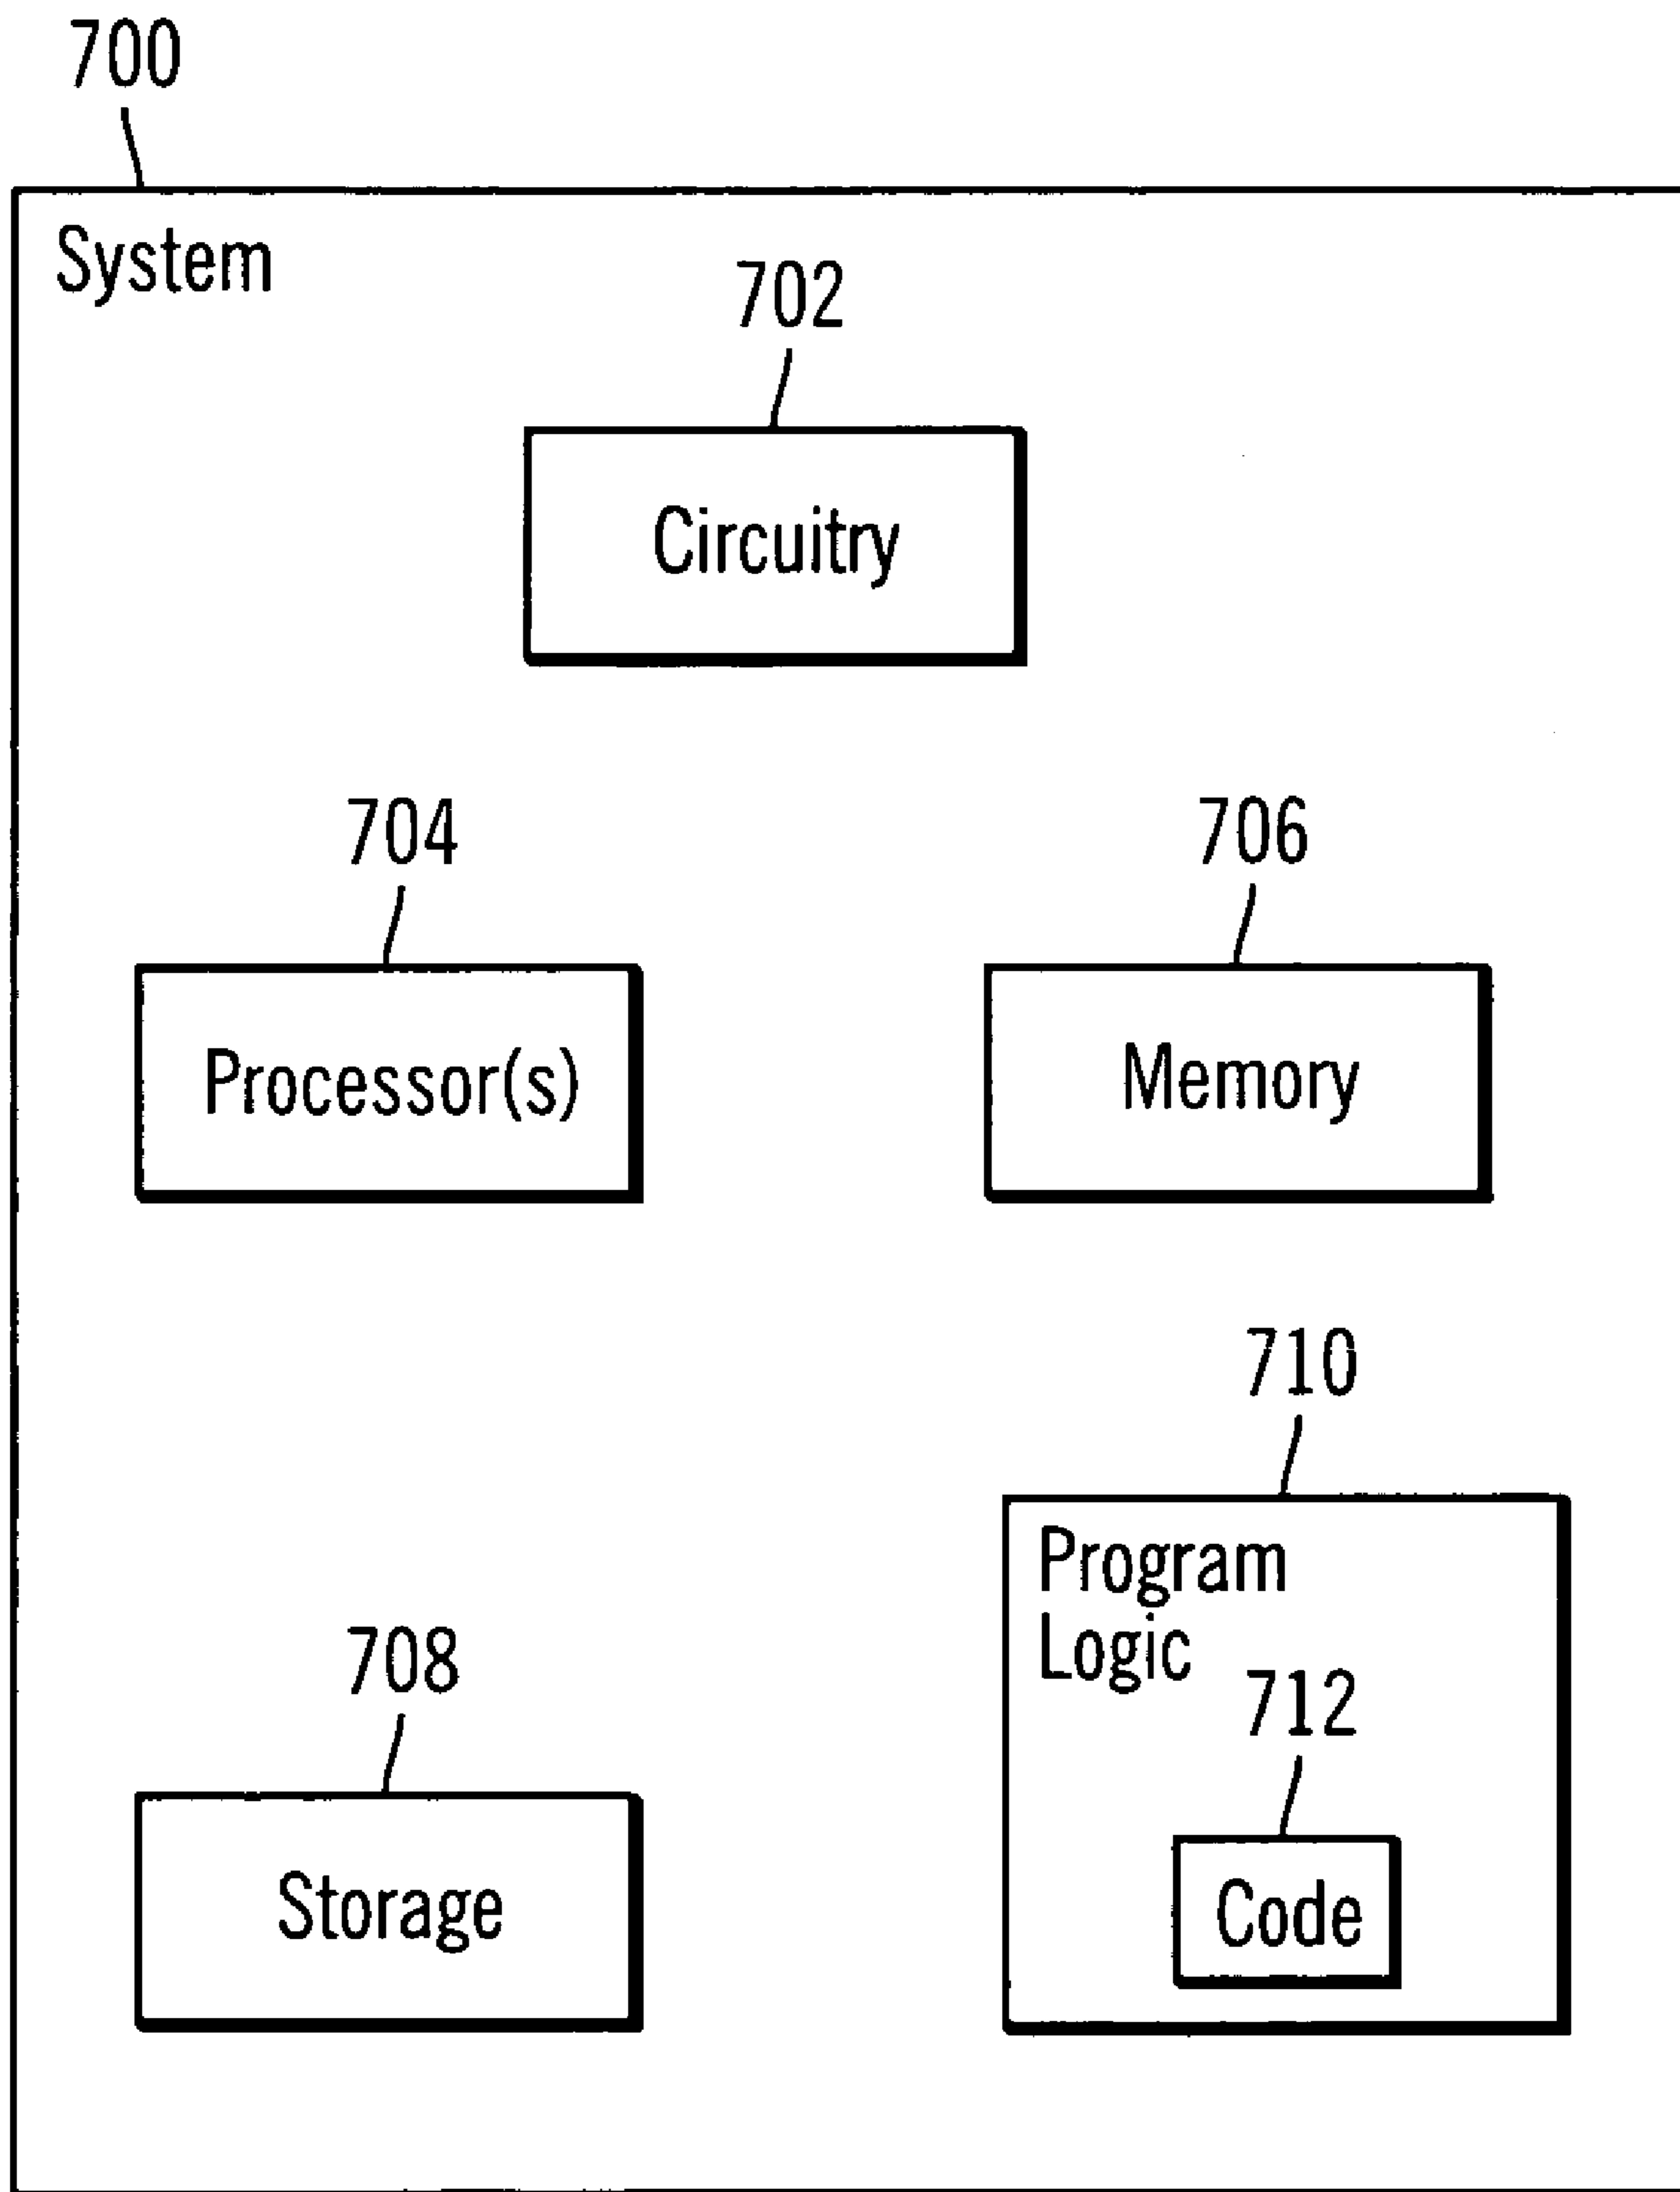 700
System
702
Circuitry
704
706
Processor(s)
Memory
710
Program
Logic
708
712
Storage
Code